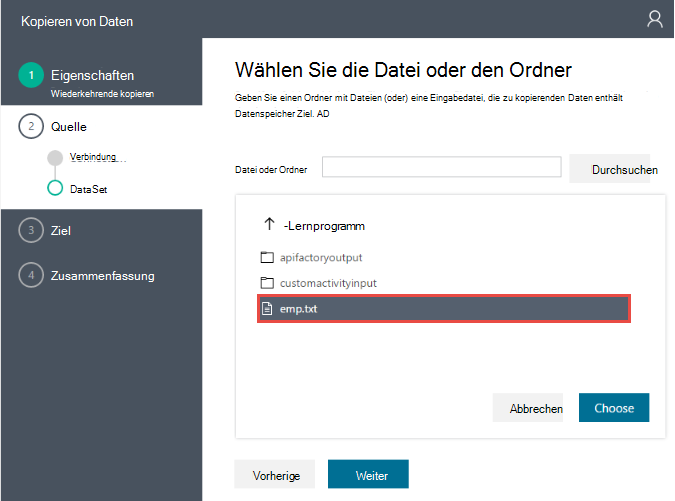 Kopieren von Daten
1 Eigenschaften
Wiederkehrende kopieren
2 Quelle
Verbindung...
DataSet
3 Ziel
4 Zusammenfassung
Wählen Sie die Datei oder den Ordner
Geben Sie einen Ordner mit Dateien (oder) eine Eingabedatei, die zu kopierenden Daten enthält
Datenspeicher Ziel. AD
Datei oder Ordner
Durchsuchen
-Lernprogramm
apifactoryoutput
customactivityinput
emp.txt
Abbrechen Choose
Vorherige Weiter